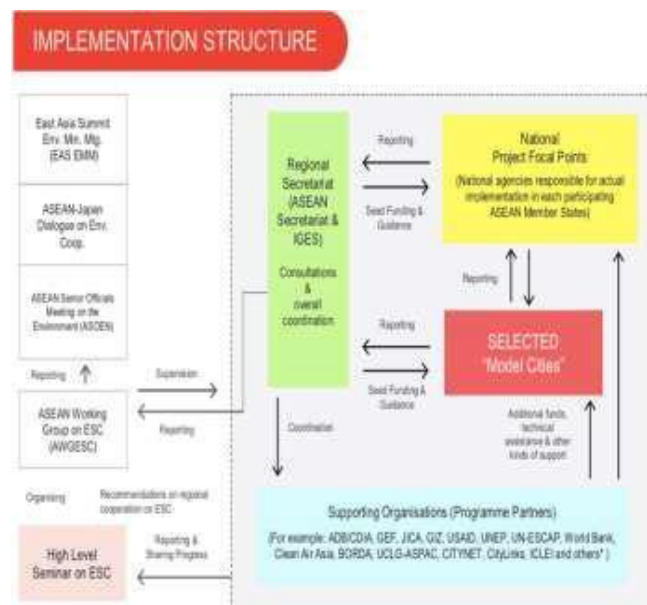 IMPLEMENTATION STRUCTURE
East Asia Summit
Env. Min. Mtg.
(EAS EMM)
ASEAN-Japan
Dialogue on Env.
Coop.
ASEAN Senior Officials
Meeting on the
Environment (ASOEN)
Reporting
ASEAN Working
Group on ESC
(AWGESC)
Supervision
Reporting
Organising
Recommendations on regional
cooperation on ESC
High Level
Seminar on ESC
Reporting &
Sharing Progress
Regional
Secretariat
(ASEAN
Secretariat &
IGES)
Consultations
&
overall
coordination
Reporting
Seed Funding &
Guidance
National
Project Focal Points
(National agencies responsible for actual
implementation in each participating
ASEAN Member States)
Reporting
Reporting
Seed Funding &
Guidance
SELECTED
"Model Cities"
Coordination
Additional funds,
technical
assistance & other
kinds of support
Supporting Organisations (Programme Partners)
(For example: ADB/CDIA, GEF, JICA, GIZ, USAID, UNEP, UN-ESCAP, World Bank,
Clean Air Asia, BORDA, UCLG-ASPAC, CITYNET, CityLinks, ICLEI and others* )